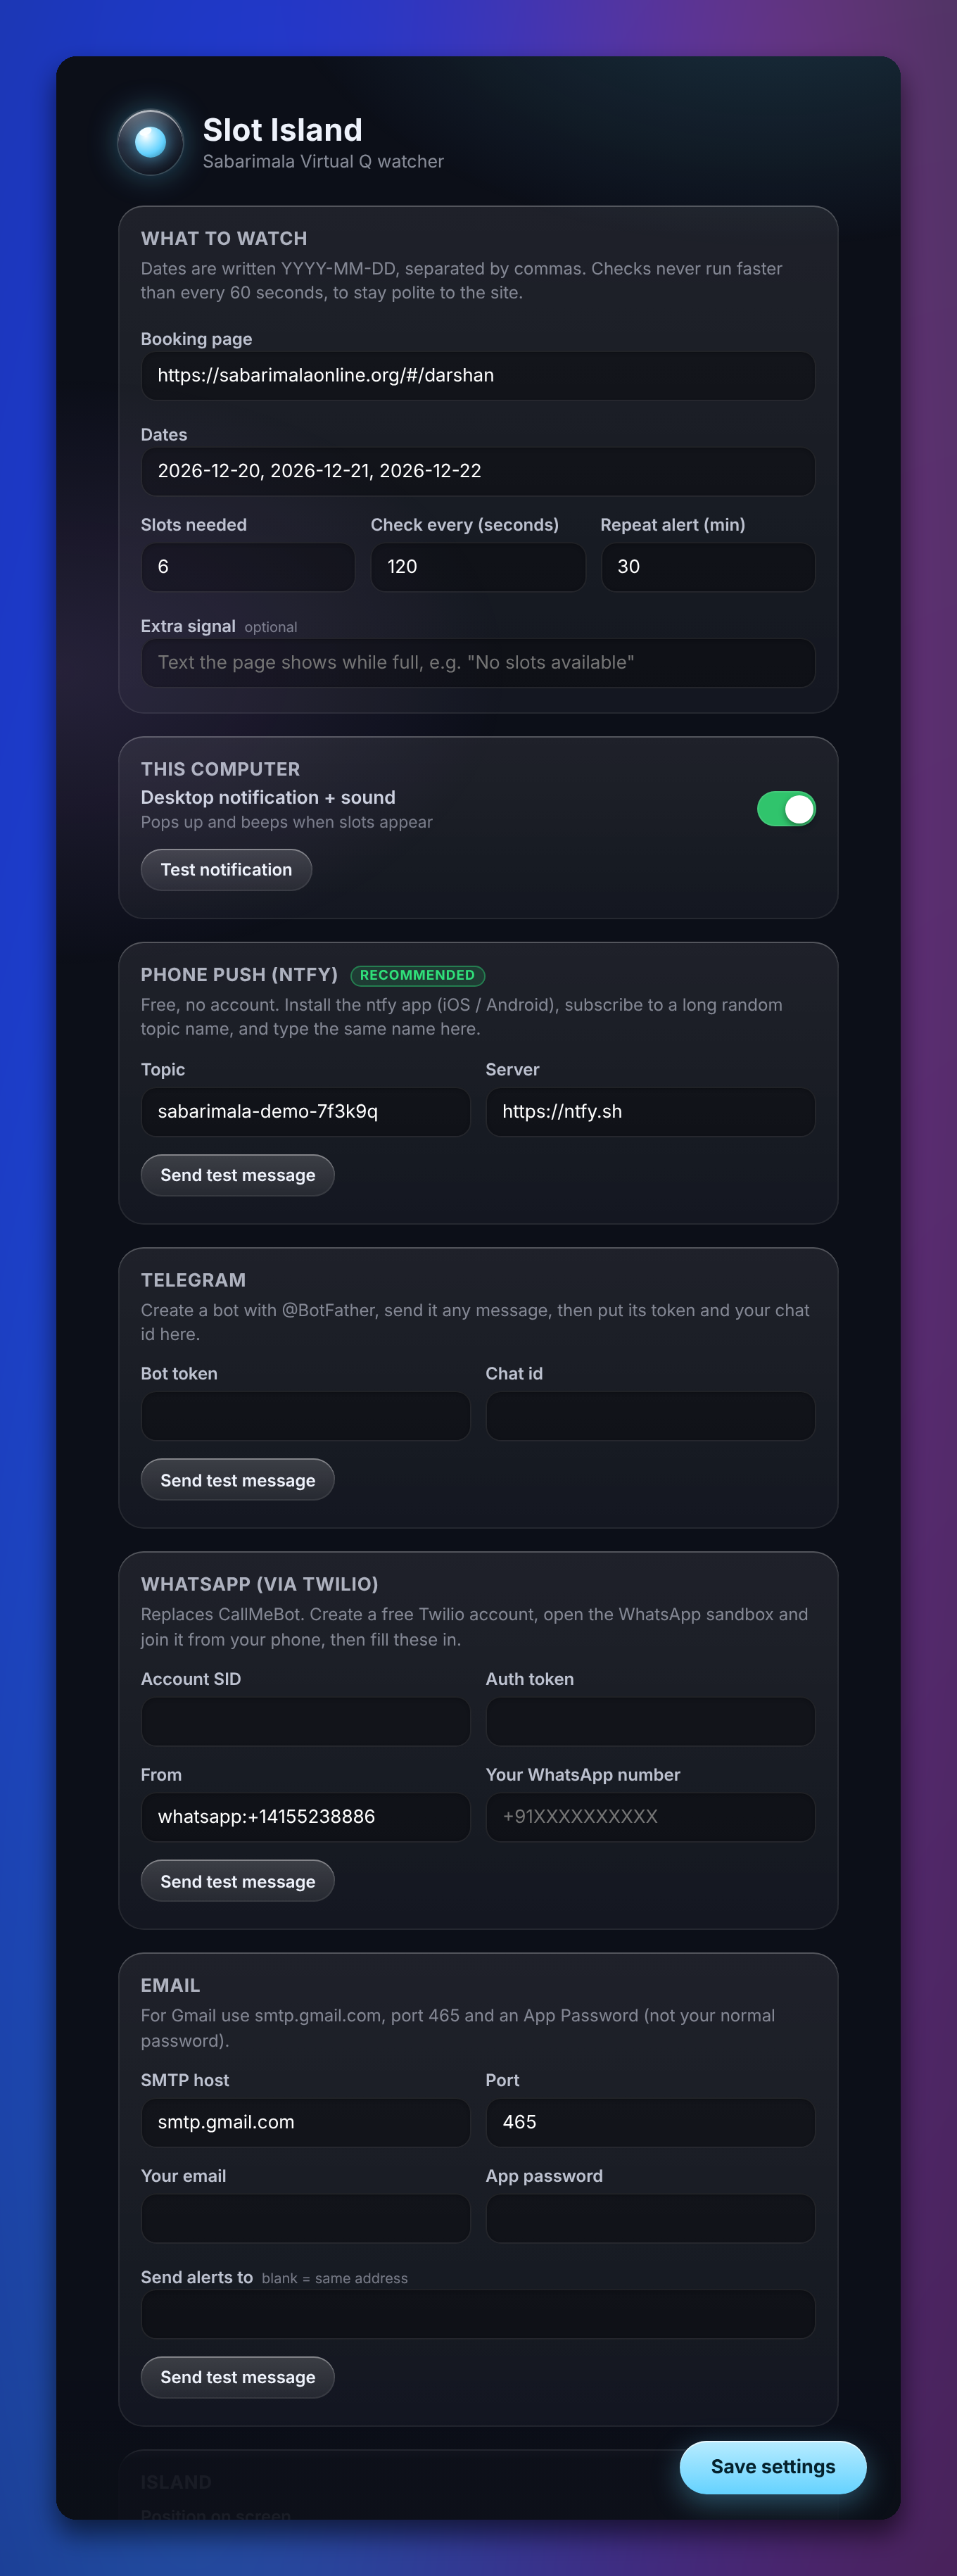 Slot Island
Sabarimala Virtual Q watcher
WHAT TO WATCH
Dates are written YYYY-MM-DD, separated by commas. Checks never run faster
than every 60 seconds, to stay polite to the site.
Booking page
https://sabarimalaonline.org/#/darshan
Dates
2026-12-20, 2026-12-21, 2026-12-22
Slots needed Check every (seconds) Repeat alert (min)
6 120 30
Extra signal optional
Text the page shows while full, e.g. "No slots available"
THIS COMPUTER
Desktop notification + sound
Pops up and beeps when slots appear
Test notification
PHONE PUSH (NTFY) RECOMMENDED
Free, no account. Install the ntfy app (iOS / Android), subscribe to a long random
topic name, and type the same name here.
Topic Server
sabarimala-demo-7f3k9q https://ntfy.sh
Send test message
TELEGRAM
Create a bot with @BotFather, send it any message, then put its token and your chat
id here.
Bot token Chat id
Send test message
WHATSAPP (VIA TWILIO)
Replaces CallMeBot. Create a free Twilio account, open the WhatsApp sandbox and
join it from your phone, then fill these in.
Account SID Auth token
From Your WhatsApp number
whatsapp:+14155238886 +91XXXXXXXXXX
Send test message
EMAIL
For Gmail use smtp.gmail.com, port 465 and an App Password (not your normal
password).
SMTP host Port
smtp.gmail.com 465
Your email App password
Send alerts to blank = same address
Send test message
Save settings
ISLAND
Position on screen